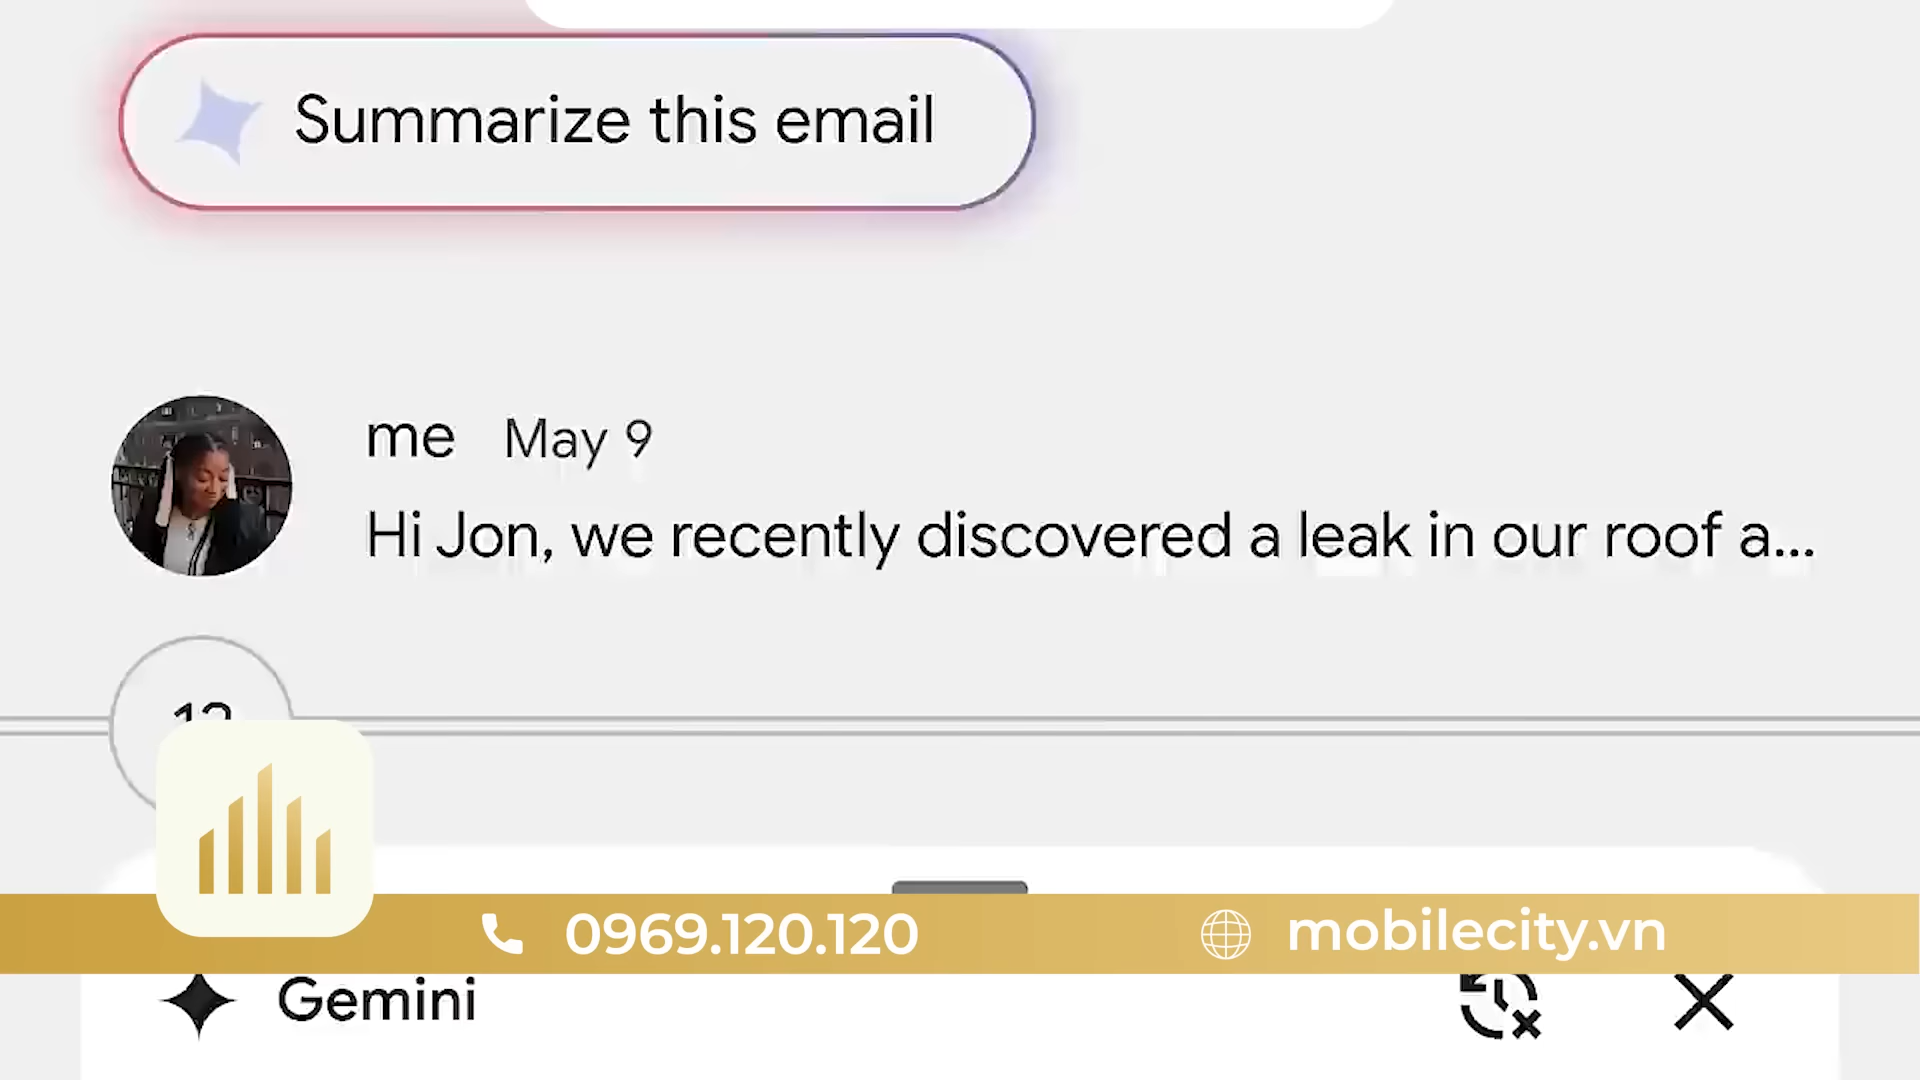 Summarize this email
me May 9
Hi Jon, we recently discovered a leak in our roof a...
0969.120.120 mobilecity.vn
Gemini